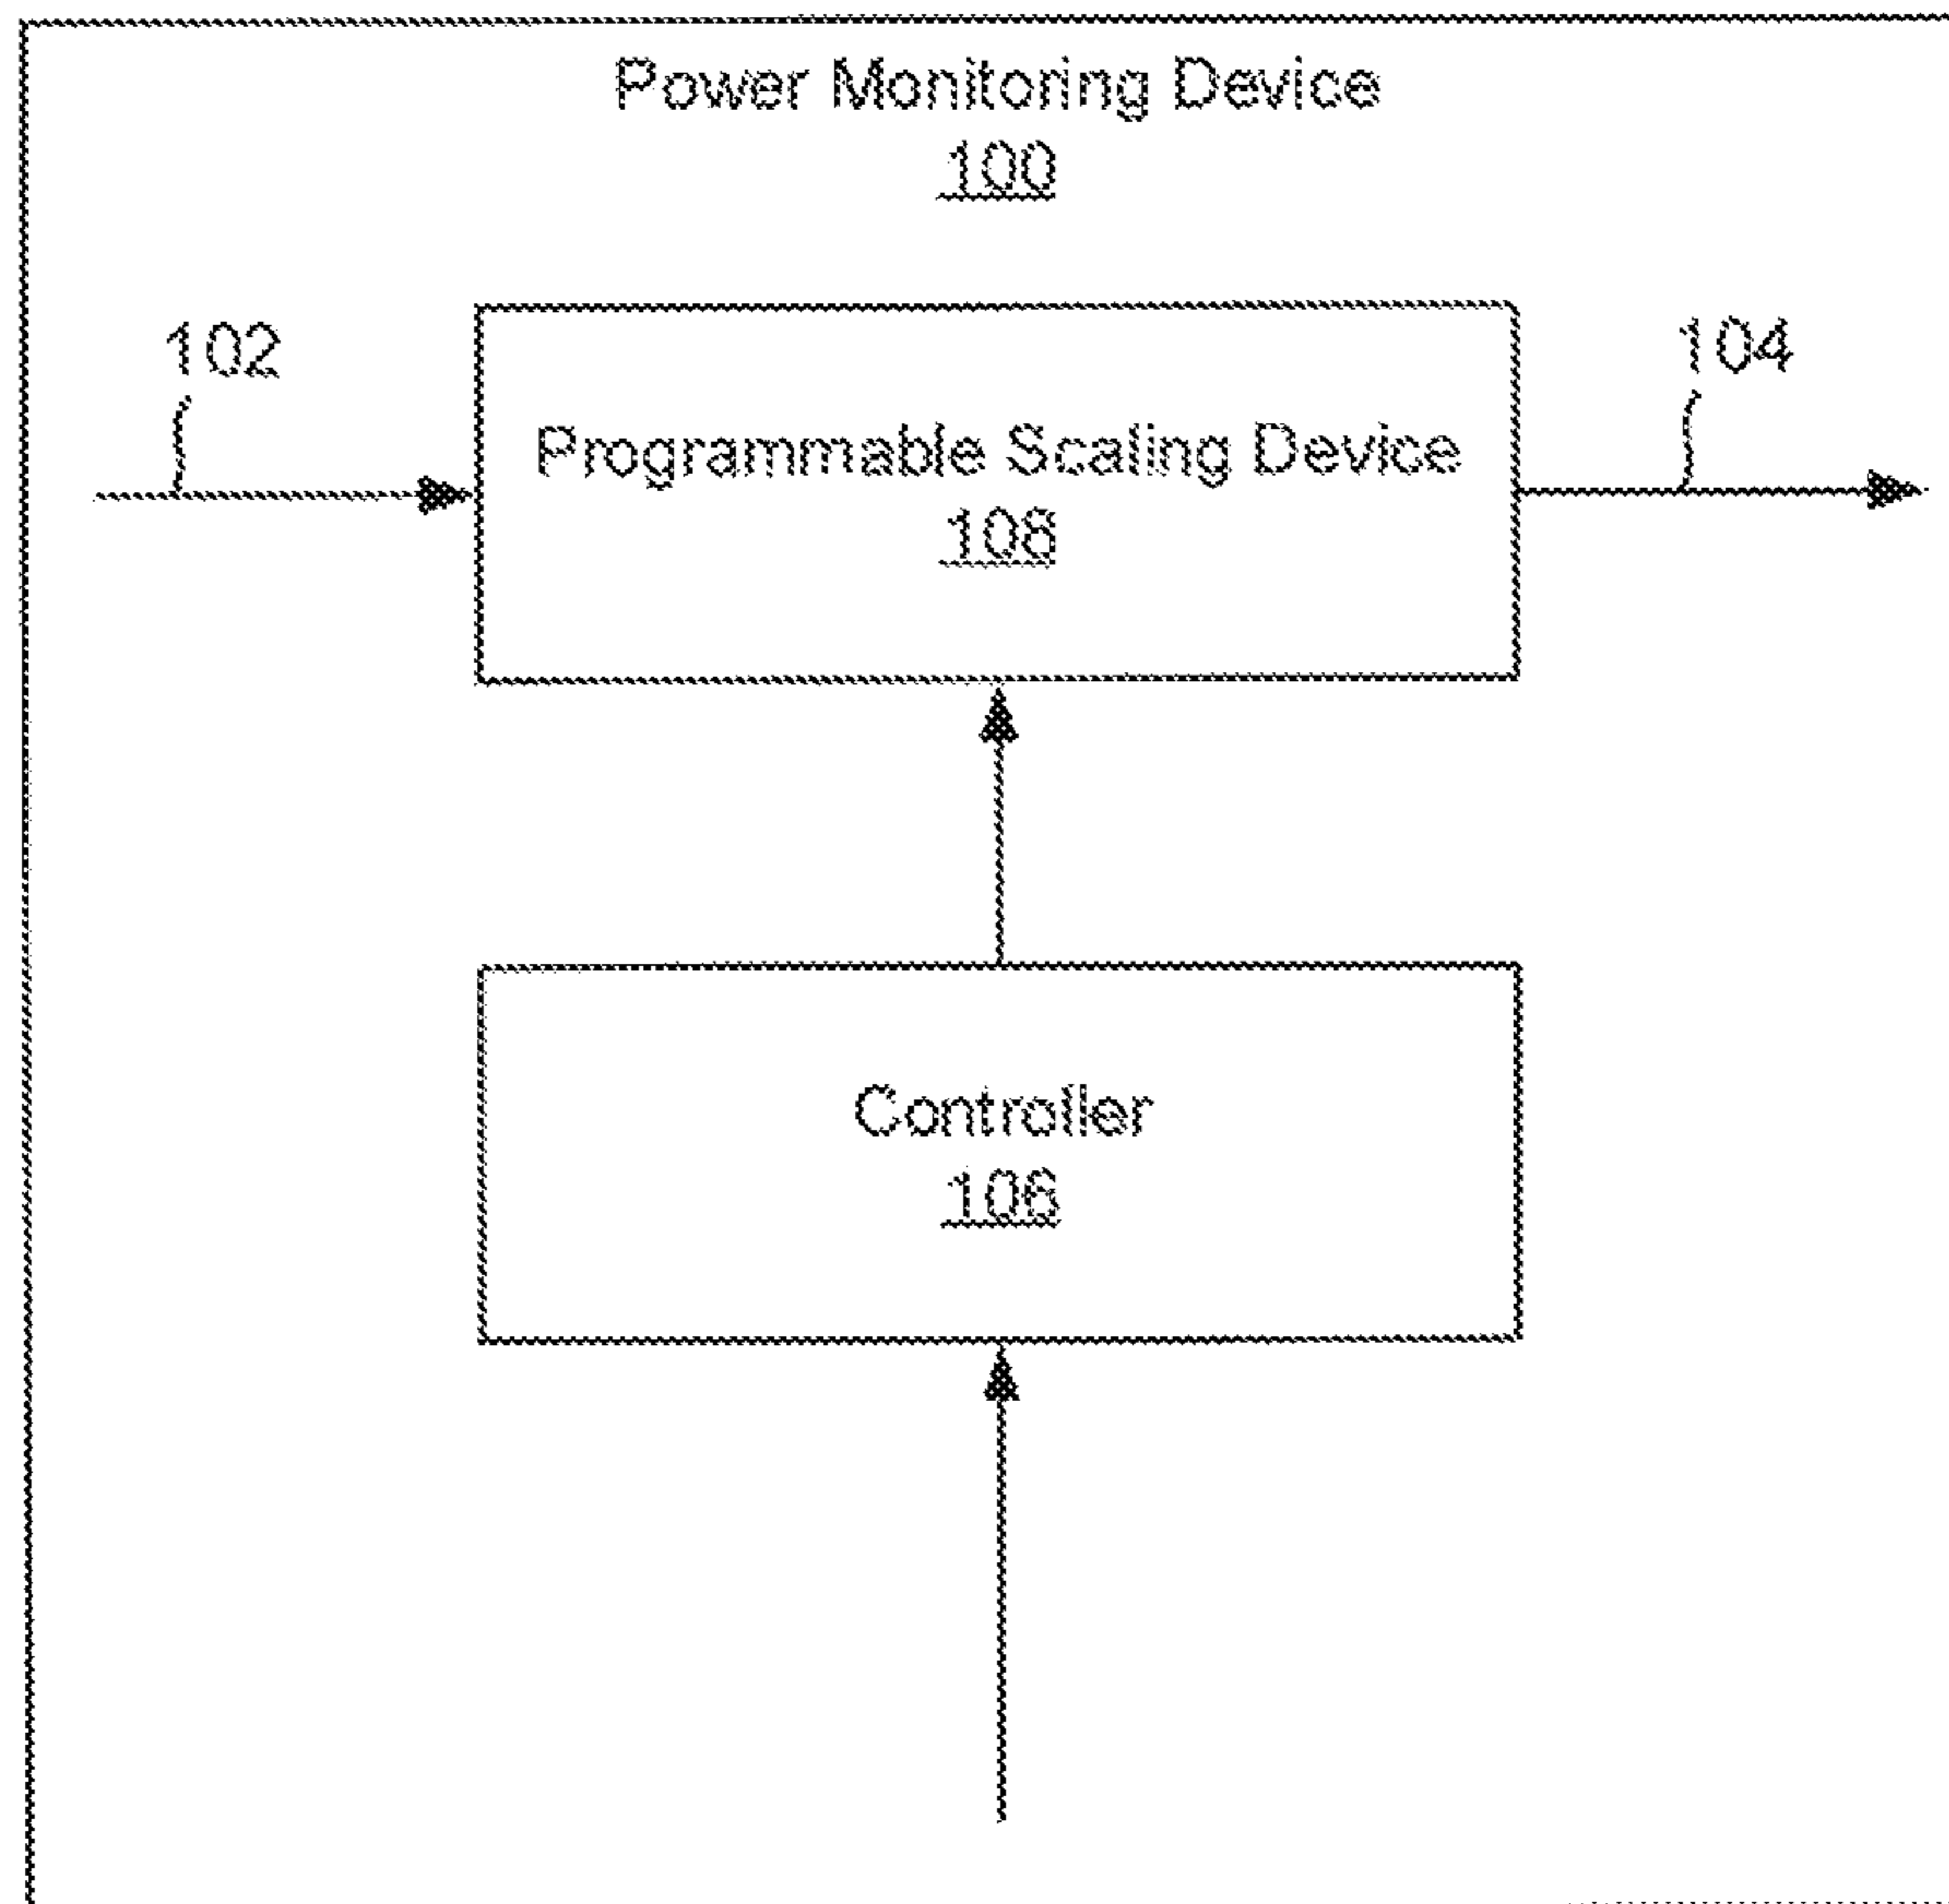 Power Monitoring Device
100
102
104
Programmable Scaling Device
108
Controller
106